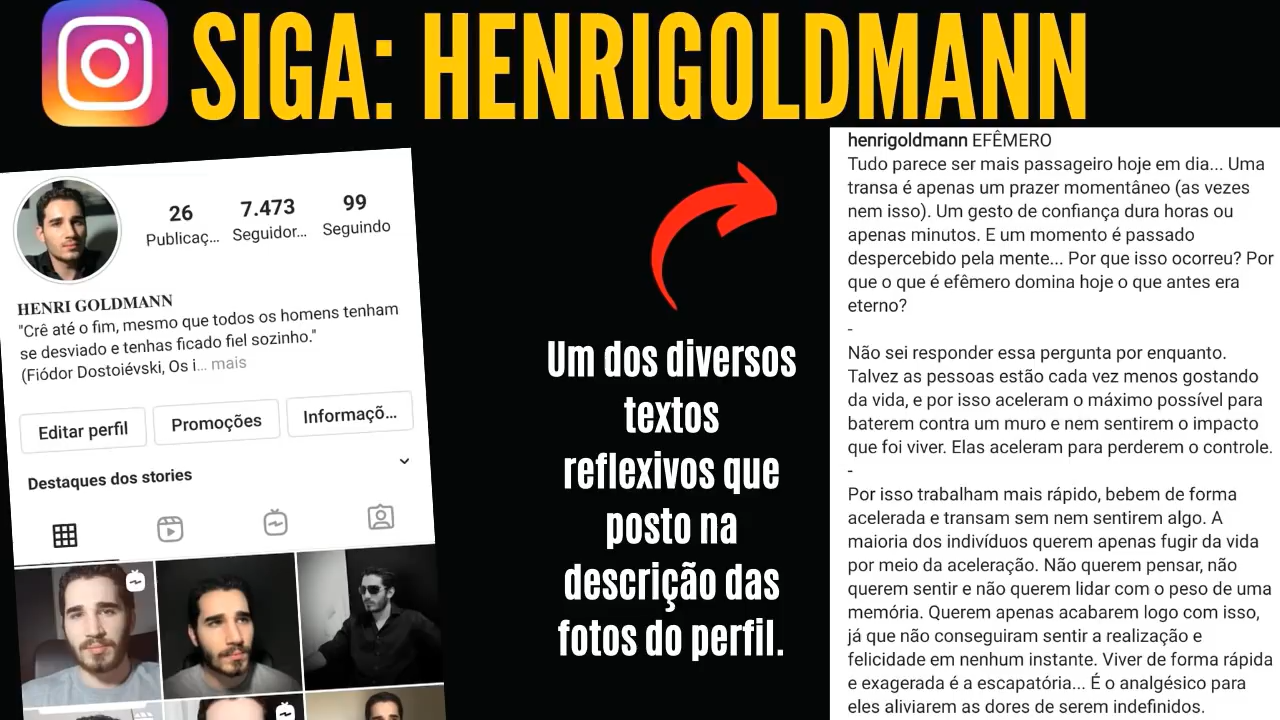 SIGA: HENRIGOLDMANN
26
7.473
99
Publicaç...
Seguidor...
Seguindo
HENRI GOLDMANN
"Crê até o fim, mesmo que todos os homens tenham
se desviado e tenhas ficado fiel sozinho."
(Fiódor Dostoiévski, Os i... mais
Editar perfil
Promoções
Informaçõ...
Destaques dos stories
Um dos diversos
textos
reflexivos que
posto na
descrição das
fotos do perfil.
henrigoldmann EFÊMERO
Tudo parece ser mais passageiro hoje em dia... Uma
transa é apenas um prazer momentâneo (as vezes
nem isso). Um gesto de confiança dura horas ou
apenas minutos. E um momento é passado
despercebido pela mente... Por que isso ocorreu? Por
que o que é efêmero domina hoje o que antes era
eterno?
-
Não sei responder essa pergunta por enquanto.
Talvez as pessoas estão cada vez menos gostando
da vida, e por isso aceleram o máximo possível para
baterem contra um muro e nem sentirem o impacto
que foi viver. Elas aceleram para perderem o controle.
-
Por isso trabalham mais rápido, bebem de forma
acelerada e transam sem nem sentirem algo. A
maioria dos indivíduos querem apenas fugir da vida
por meio da aceleração. Não querem pensar, não
querem sentir e não querem lidar com o peso de uma
memória. Querem apenas acabarem logo com isso,
já que não conseguiram sentir a realização e
felicidade em nenhum instante. Viver de forma rápida
e exagerada é a escapatória... É o analgésico para
eles aliviarem as dores de serem indefinidos.